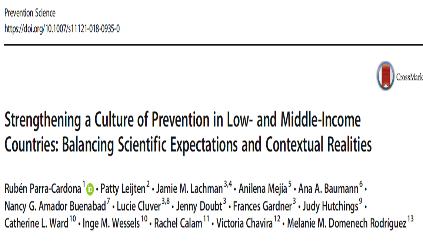 Prevention Science
https://doi.org/10.1007/s11121-018-0935-0
CrossMark
Strengthening a Culture of Prevention in Low- and Middle-Income
Countries: Balancing Scientific Expectations and Contextual Realities
Rubén Parra-Cardona 1 · Patty Leijten 2 · Jamie M. Lachman 3,4 · Anilena Mejía 5 · Ana A. Baumann 6 ·
Nancy G. Amador Buenabad 7 · Lucie Cluver 3,8 · Jenny Doubt 3 · Frances Gardner 3 · Judy Hutchings 9 ·
Catherine L. Ward 10 · Inge M. Wessels 10 · Rachel Calam 11 · Victoria Chavira 12 · Melanie M. Domenech Rodríguez 13